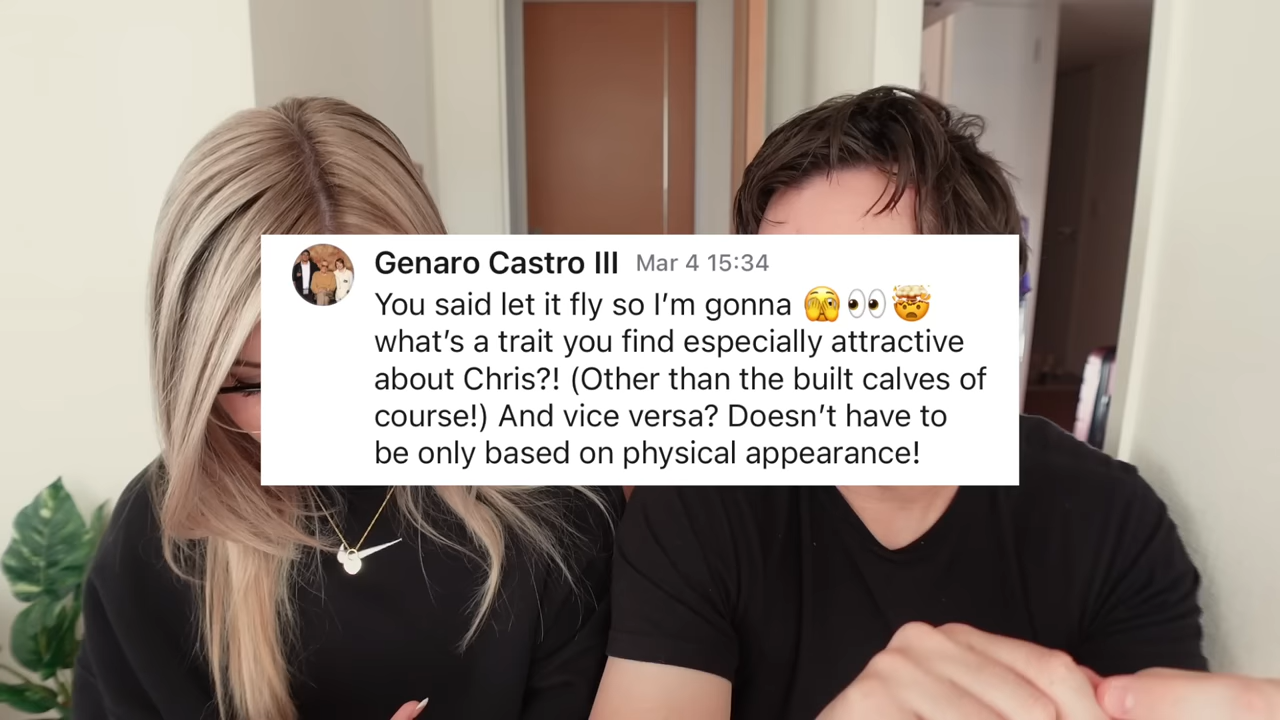 Genaro Castro III Mar 4 15:34
You said let it fly so I'm gonna 🫣👀🤯
what's a trait you find especially attractive
about Chris?! (Other than the built calves of
course!) And vice versa? Doesn't have to
be only based on physical appearance!